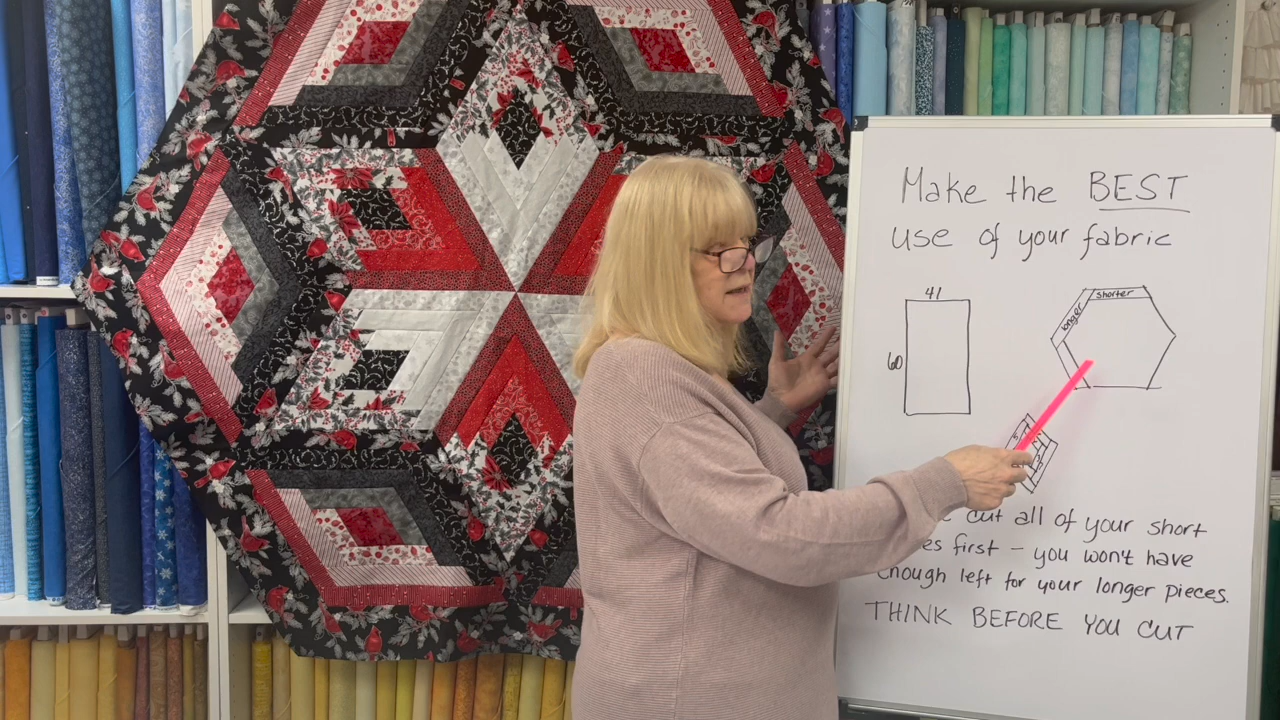 Make the BEST
use of your fabric
41
60
shorter
longer
cut all of your short
first – you won't have
enough left for your longer pieces.
THINK BEFORE YOU CUT